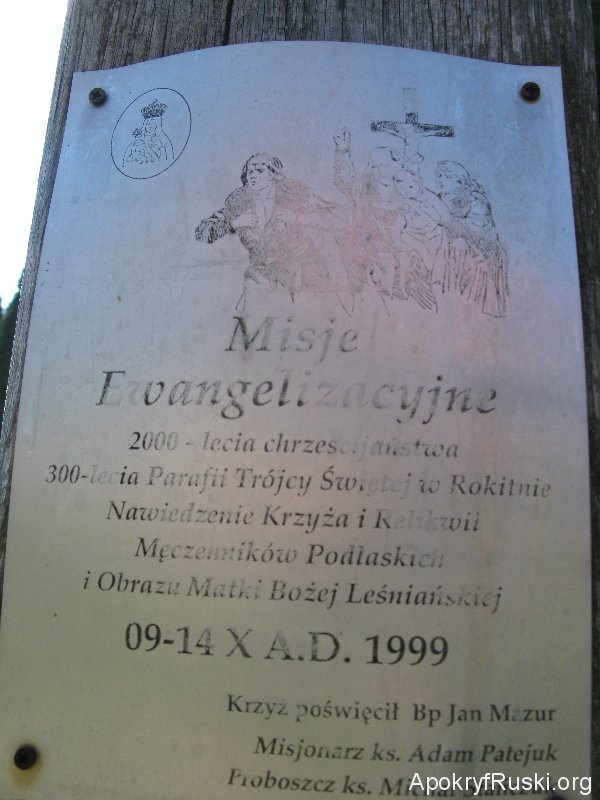 Misje
Ewangelizacyjne
2000 - lecia chrześcijaństwa
300-lecia Parafii Trójcy Świętej w Rokitnie
Nawiedzenie Krzyża i Relikwii
Męczenników Podlaskich
i Obrazu Matki Bożej Leśniańskiej
09-14 X A.D. 1999
Krzyż poświęcił Bp Jan Mazur
Misjonarz ks. Adam Patejuk
Proboszcz ks. Michał
ApokryfRuski.org